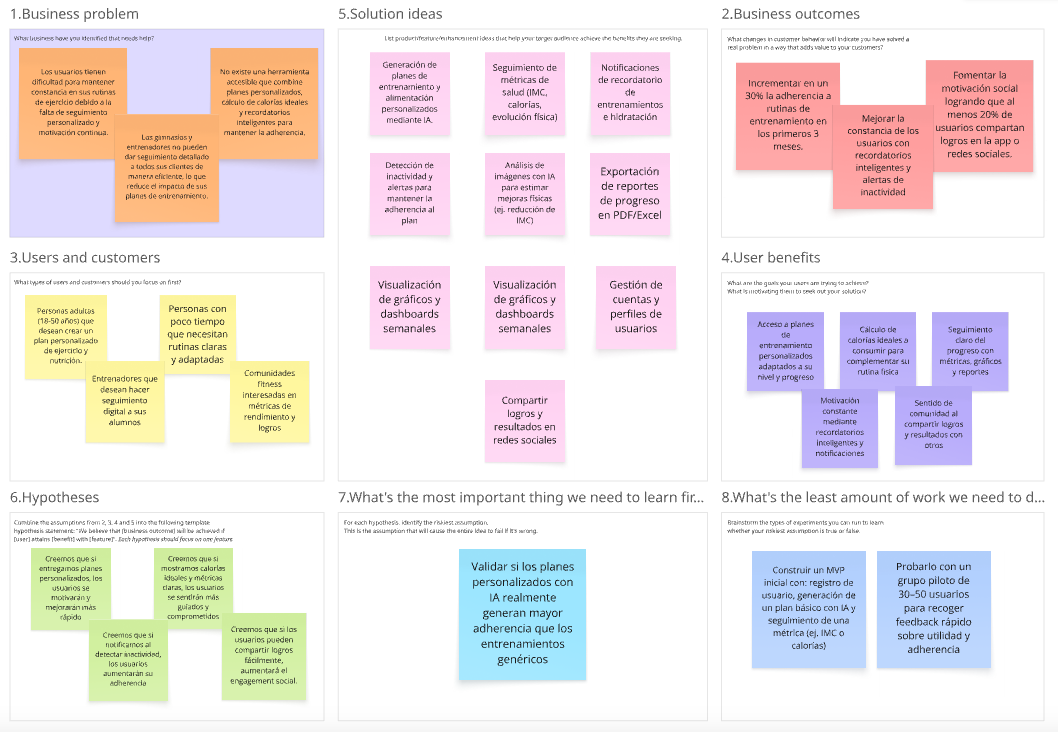 1.Business problem
What business have you identified that needs help?
Los usuarios tienen
dificultad para mantener
constancia en sus rutinas
de ejercicio debido a la
falta de seguimiento
personalizado y
motivación continua.
Los gimnasios y
entrenadores no pueden
dar seguimiento detallado
a todos sus clientes de
manera eficiente, lo que
reduce el impacto de sus
planes de entrenamiento.
No existe una herramienta
accesible que combine
planes personalizados,
cálculo de calorías ideales
y recordatorios
inteligentes para
mantener la adherencia.
5.Solution ideas
List product/feature/enhancement ideas that help your target audience achieve the benefits they are seeking.
Generación de
planes de
entrenamiento y
alimentación
personalizados
mediante IA.
Seguimiento de
métricas de
salud (IMC,
calorías,
evolución física)
Notificaciones
de recordatorio
de
entrenamientos
e hidratación
Detección de
inactividad y
alertas para
mantener la
adherencia al
plan
Análisis de
imágenes con IA
para estimar
mejoras físicas
(ej. reducción de
IMC)
Exportación
de reportes
de progreso
en PDF/Excel
Visualización
de gráficos y
dashboards
semanales
Visualización
de gráficos y
dashboards
semanales
Gestión de
cuentas y
perfiles de
usuarios
Compartir
logros y
resultados en
redes sociales
2.Business outcomes
What changes in customer behavior will indicate you have solved a
real problem in a way that adds value to your customers?
Incrementar en un
30% la adherencia a
rutinas de
entrenamiento en
los primeros 3
meses.
Mejorar la
constancia de los
usuarios con
recordatorios
inteligentes y
alertas de
inactividad
Fomentar la
motivación social
logrando que al
menos 20% de
usuarios compartan
logros en la app o
redes sociales.
3.Users and customers
What types of users and customers should you focus on first?
Personas adultas
(18-50 años) que
desean crear un
plan personalizado
de ejercicio y
nutrición.
Entrenadores que
desean hacer
seguimiento
digital a sus
alumnos
Personas con
poco tiempo
que necesitan
rutinas claras
y adaptadas
Comunidades
fitness
interesadas en
métricas de
rendimiento y
logros
4.User benefits
What are the goals your users are trying to achieve?
What is motivating them to seek out your solution?
Acceso a planes
de
entrenamiento
personalizados
adaptados a su
nivel y progreso
Cálculo de
calorías ideales a
consumir para
complementar su
rutina física
Seguimiento
claro del
progreso con
métricas, gráficos
y reportes
Motivación
constante
mediante
recordatorios
inteligentes y
notificaciones
Sentido de
comunidad al
compartir logros
y resultados con
otros
6.Hypotheses
Combine the assumptions from 2, 3, 4 and 5 into the following template
hypothesis statement: "We believe that [business outcome] will be achieved if
[user] attains [benefit] with [feature]". Each hypothesis should focus on one feature
Creemos que si
entregamos planes
personalizados, los
usuarios se
motivarán y
mejorarán más
rápido
Creemos que si
notificamos al
detectar inactividad,
los usuarios
aumentarán su
adherencia
Creemos que si
mostramos calorías
ideales y métricas
claras, los usuarios
se sentirán más
guiados y
comprometidos
Creemos que si los
usuarios pueden
compartir logros
fácilmente,
aumentará el
engagement social.
7.What's the most important thing we need to learn fir...
For each hypothesis, identify the riskiest assumption.
This is the assumption that will cause the entire idea to fail if it's wrong.
Validar si los planes
personalizados con
IA realmente
generan mayor
adherencia que los
entrenamientos
genéricos
8.What's the least amount of work we need to d...
Brainstorm the types of experiments you can run to learn
whether your riskiest assumption is true or false.
Construir un MVP
inicial con: registro de
usuario, generación de
un plan básico con IA y
seguimiento de una
métrica (ej. IMC o
calorías)
Probarlo con un
grupo piloto de
30–50 usuarios
para recoger
feedback rápido
sobre utilidad y
adherencia